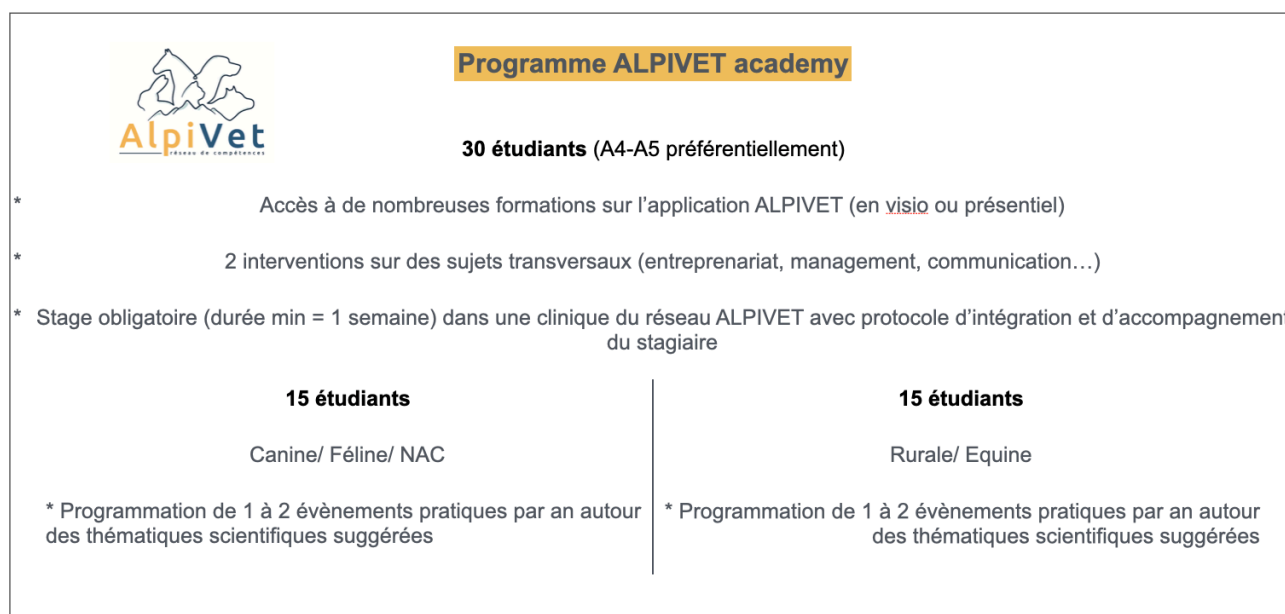 Programme ALPIVET academy
AlpiVet
réseau de compétences
30 étudiants (A4-A5 préférentiellement)
* Accès à de nombreuses formations sur l’application ALPIVET (en visio ou présentiel)
* 2 interventions sur des sujets transversaux (entreprenariat, management, communication…)
* Stage obligatoire (durée min = 1 semaine) dans une clinique du réseau ALPIVET avec protocole d’intégration et d’accompagnement
du stagiaire
15 étudiants
Canine/ Féline/ NAC
* Programmation de 1 à 2 évènements pratiques par an autour
des thématiques scientifiques suggérées
15 étudiants
Rurale/ Equine
* Programmation de 1 à 2 évènements pratiques par an autour
des thématiques scientifiques suggérées